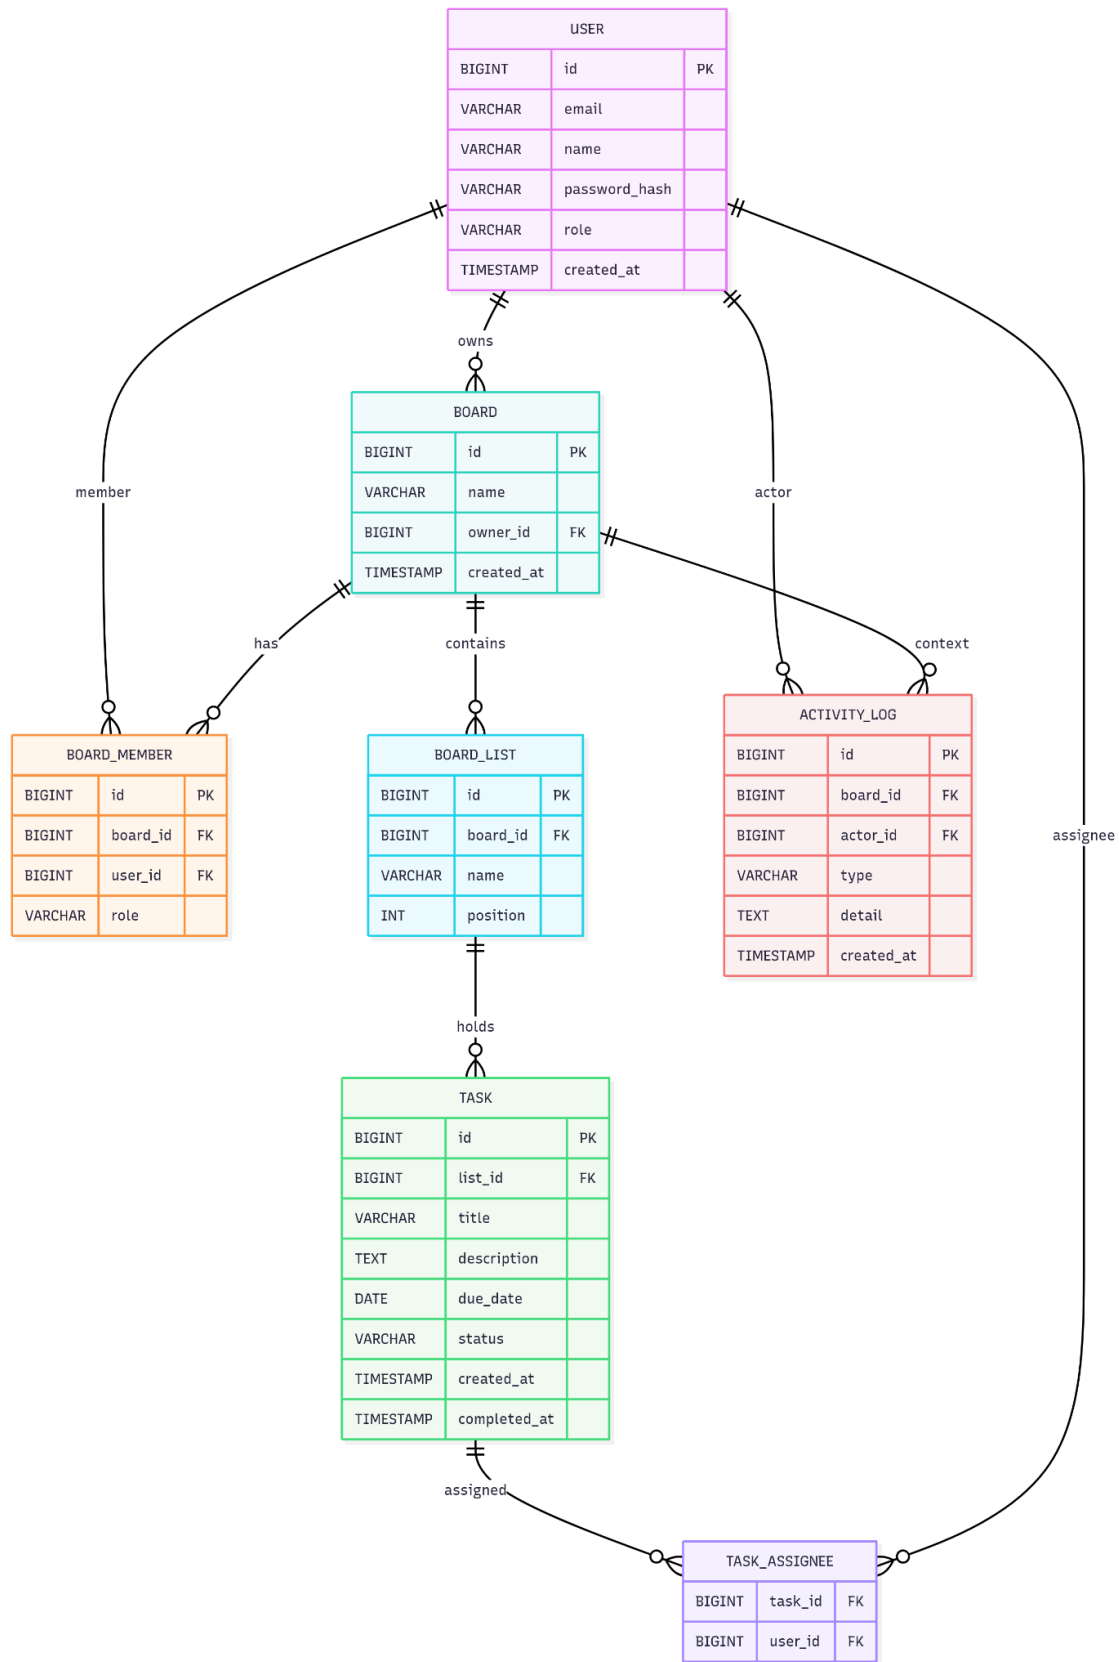 USER
BIGINT id PK
VARCHAR email
VARCHAR name
VARCHAR password_hash
VARCHAR role
TIMESTAMP created_at
owns
BOARD
BIGINT id PK
VARCHAR name
BIGINT owner_id FK
TIMESTAMP created_at
member
actor
has
contains
context
BOARD_MEMBER
BIGINT id PK
BIGINT board_id FK
BIGINT user_id FK
VARCHAR role
BOARD_LIST
BIGINT id PK
BIGINT board_id FK
VARCHAR name
INT position
ACTIVITY_LOG
BIGINT id PK
BIGINT board_id FK
BIGINT actor_id FK
VARCHAR type
TEXT detail
TIMESTAMP created_at
assignee
holds
TASK
BIGINT id PK
BIGINT list_id FK
VARCHAR title
TEXT description
DATE due_date
VARCHAR status
TIMESTAMP created_at
TIMESTAMP completed_at
assigned
TASK_ASSIGNEE
BIGINT task_id FK
BIGINT user_id FK